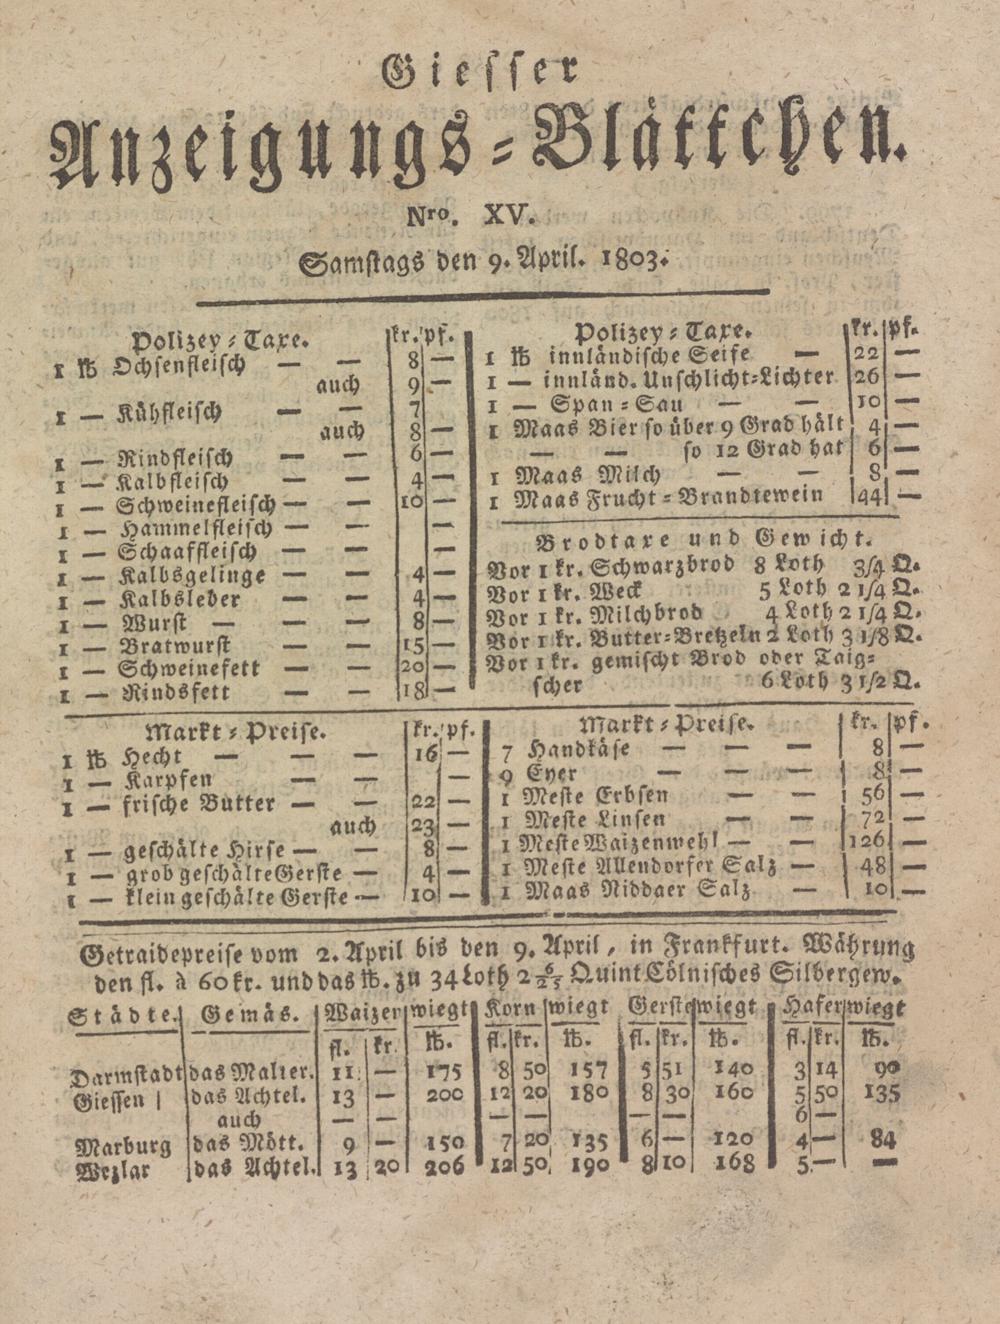 Giesser
Anzeigungs-Blättchen.
Nro. XV.
Samstags den 9. April. 1803.
Polizey-Taxe. kr. pf.
1 ℔ Ochsenfleisch — — 8 —
auch 9 —
1 — Kühfleisch — — 7
auch 8 —
1 — Rindfleisch — — 6 —
1 — Kalbfleisch — — 4 —
1 — Schweinefleisch — — 10 —
1 — Hammelfleisch — — —
1 — Schaaffleisch — — —
1 — Kalbsgelinge — — 4 —
1 — Kalbsleder — — 4 —
1 — Wurst — — — 8 —
1 — Bratwurst — — 15 —
1 — Schweinefett — — 20 —
1 — Rindsfett — — 18 —
Polizey-Taxe. kr. pf.
1 ℔ innländische Seife — 22 —
1 — innländ. Unschlicht-Lichter 26 —
1 — Span-Sau — — 10 —
1 Maas Bier so über 9 Grad hält 4 —
— — so 12 Grad hat 6 —
1 Maas Milch — — 8 —
1 Maas Frucht-Brandtewein 44 —
Brodtaxe und Gewicht.
Vor 1 kr. Schwarzbrod 8 Loth 3/4 Q.
Vor 1 kr. Weck 5 Loth 2 1/4 Q.
Vor 1 kr. Milchbrod 4 Loth 2 1/4 Q.
Vor 1 kr. Butter-Bretzeln 2 Loth 3 1/8 Q.
Vor 1 kr. gemischt Brod oder Taig-
scher 6 Loth 3 1/2 Q.
Markt-Preise. kr. pf.
1 ℔ Hecht — — — 16 —
1 — Karpfen — — —
1 — frische Butter — — 22 —
auch 23 —
1 — geschälte Hirse — — 8 —
1 — grob geschälte Gerste — 4 —
1 — klein geschälte Gerste — 10 —
Markt-Preise. kr. pf.
7 Handkäse — — — 8 —
9 Eyer — — — 8 —
1 Meste Erbsen — — 56 —
1 Meste Linsen — — 72 —
1 Meste Waizenmehl — — 126 —
1 Meste Allendorfer Salz — 48 —
1 Maas Niddaer Salz — 10 —
Getraidepreise vom 2. April bis den 9. April, in Frankfurt. Währung
den fl. à 60 kr. und das ℔. zu 34 Loth 2 6/25 Quint Cölnisches Silbergew.
Städte. Gemäs. Waizen wiegt Korn wiegt Gerste wiegt Hafer wiegt
fl. kr. ℔. fl. kr. ℔. fl. kr. ℔. fl. kr. ℔.
Darmstadt das Malter. 11 — 175 8 50 157 5 51 140 3 14 90
Giessen das Achtel. 13 — 200 12 20 180 8 30 160 5 50 135
auch — — — — — — 6 —
Marburg das Mött. 9 — 150 7 20 135 6 — 120 4 — 84
Wezlar das Achtel. 13 20 206 12 50 190 8 10 168 5 — —